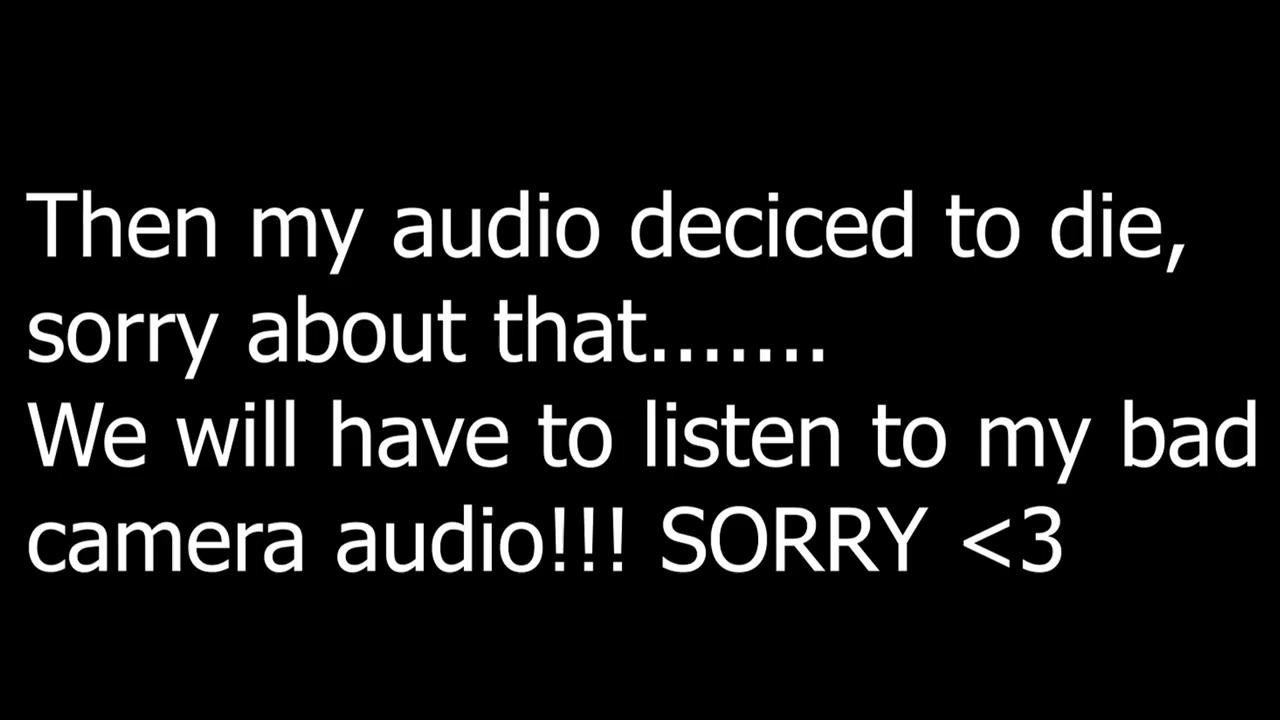 Then my audio deciced to die,
sorry about that.......
We will have to listen to my bad
camera audio!!! SORRY <3